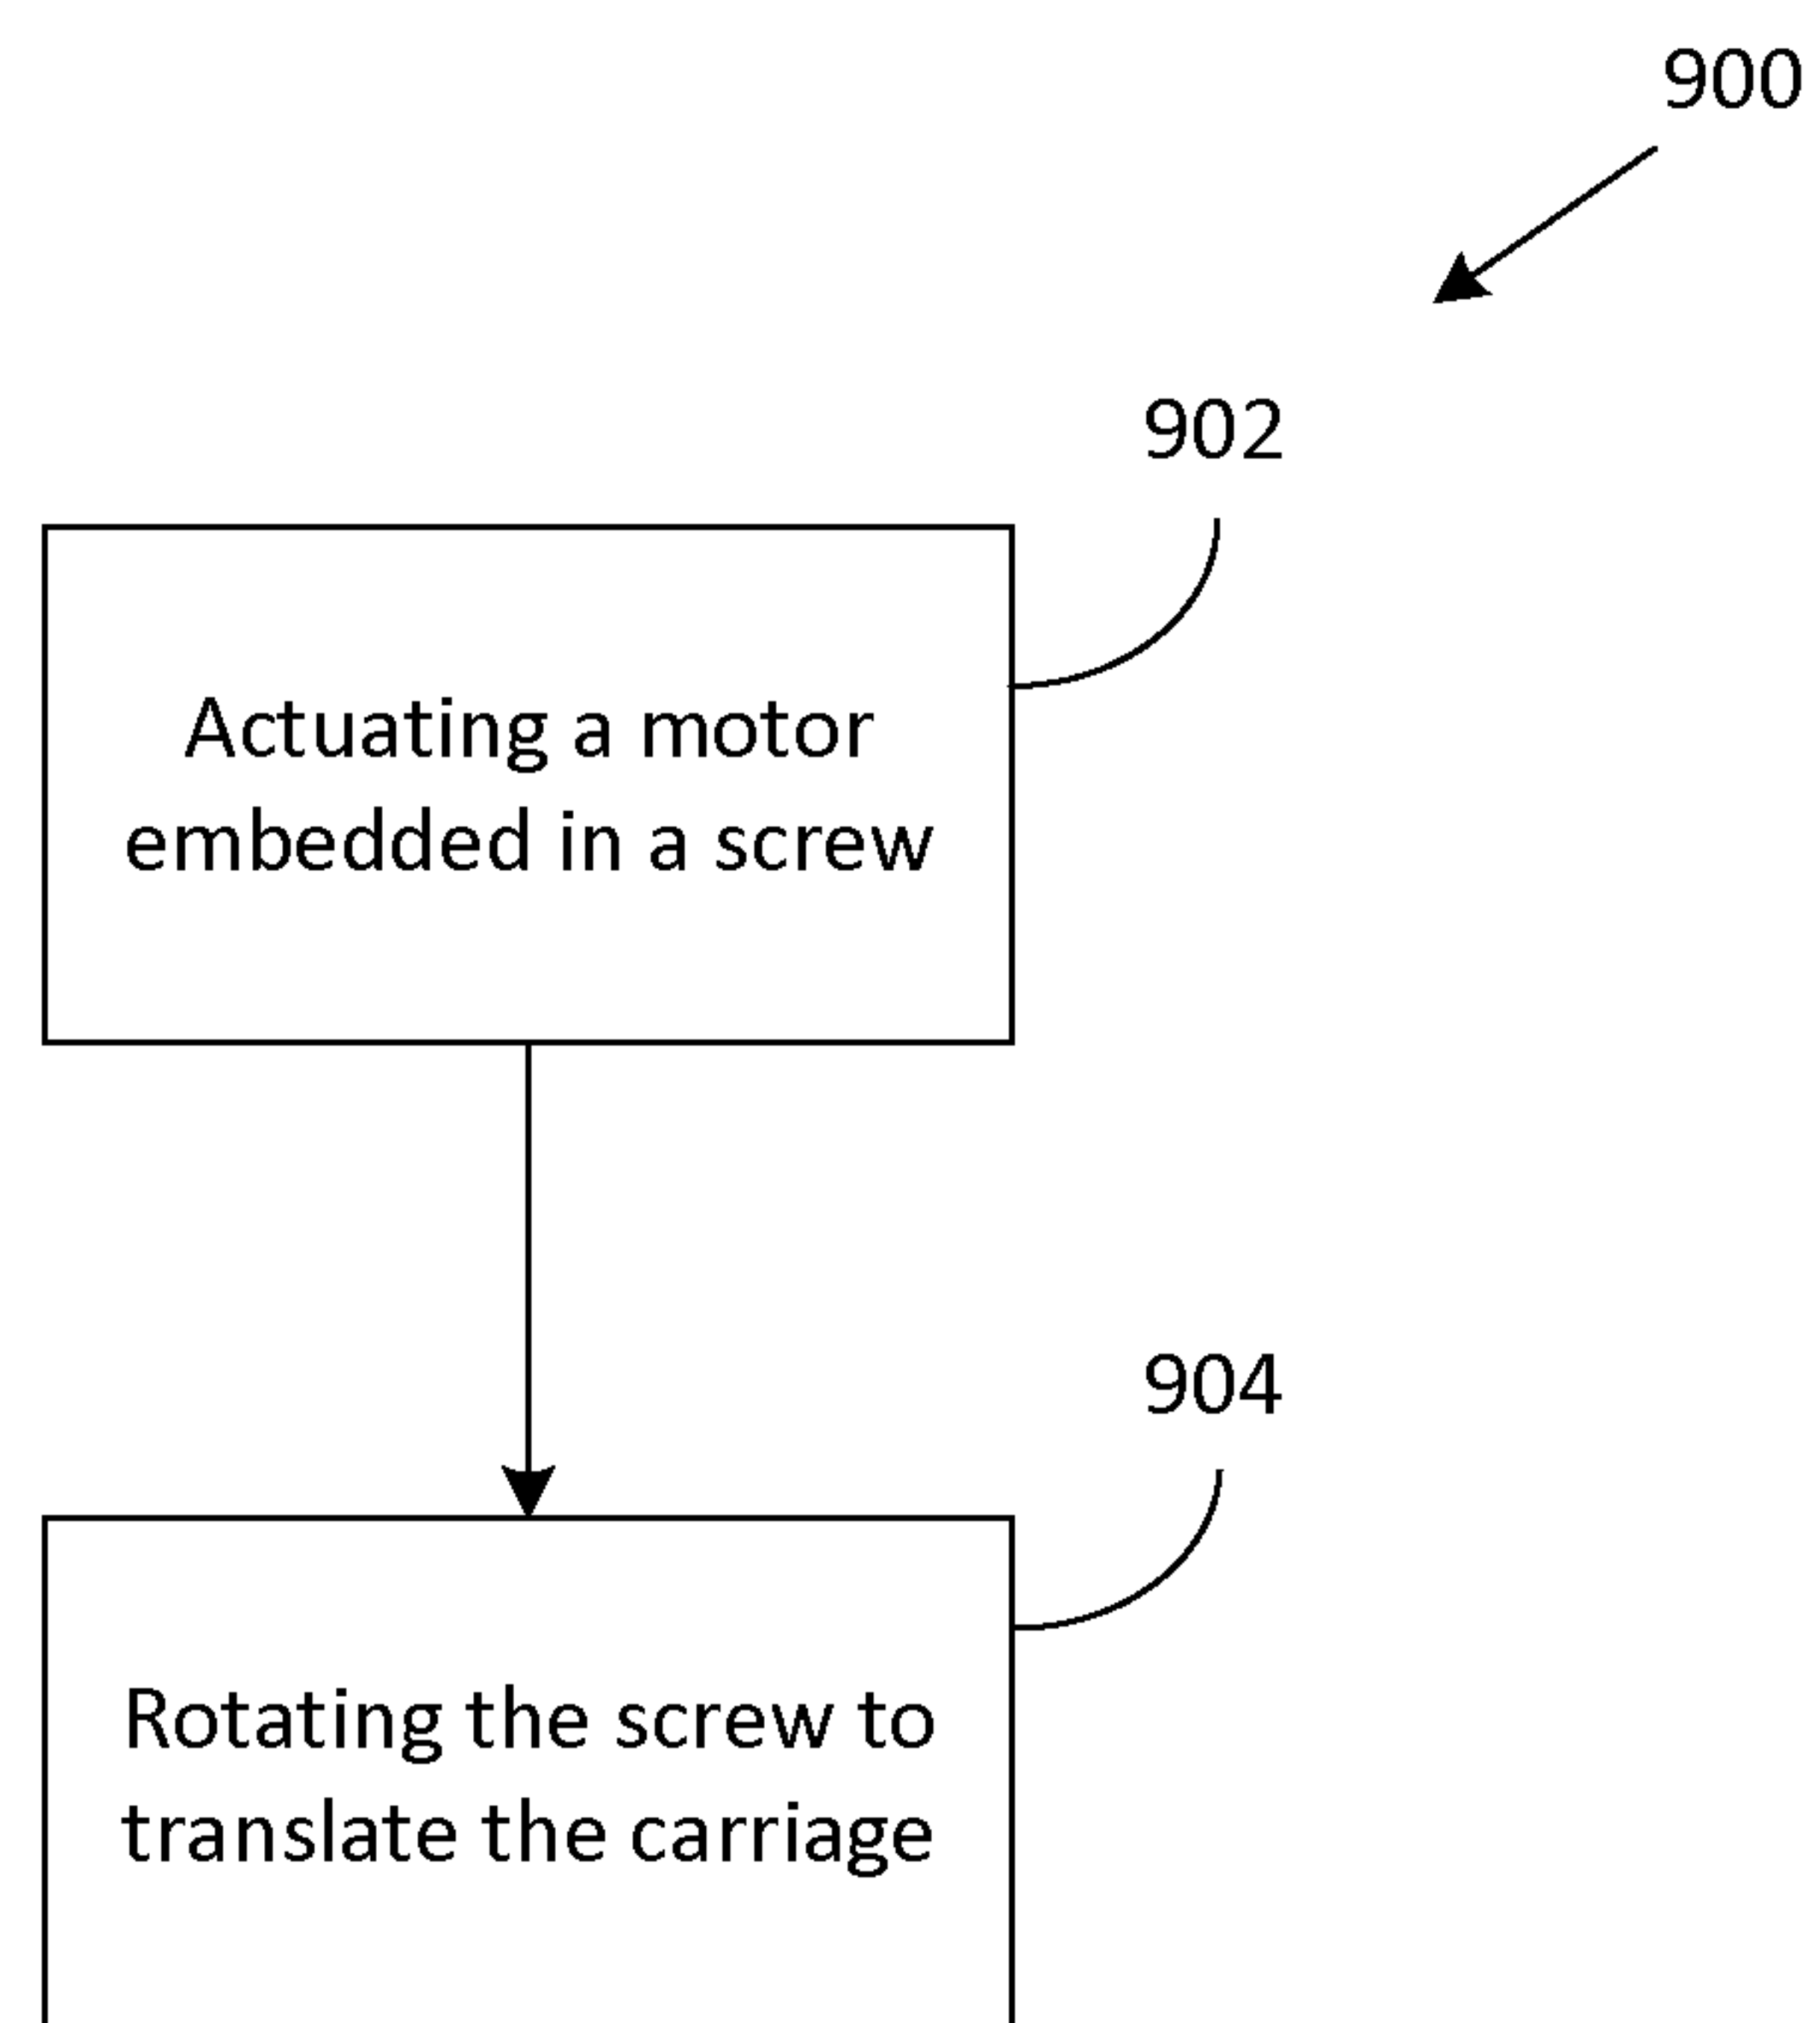 900
902
Actuating a motor
embedded in a screw
904
Rotating the screw to
translate the carriage